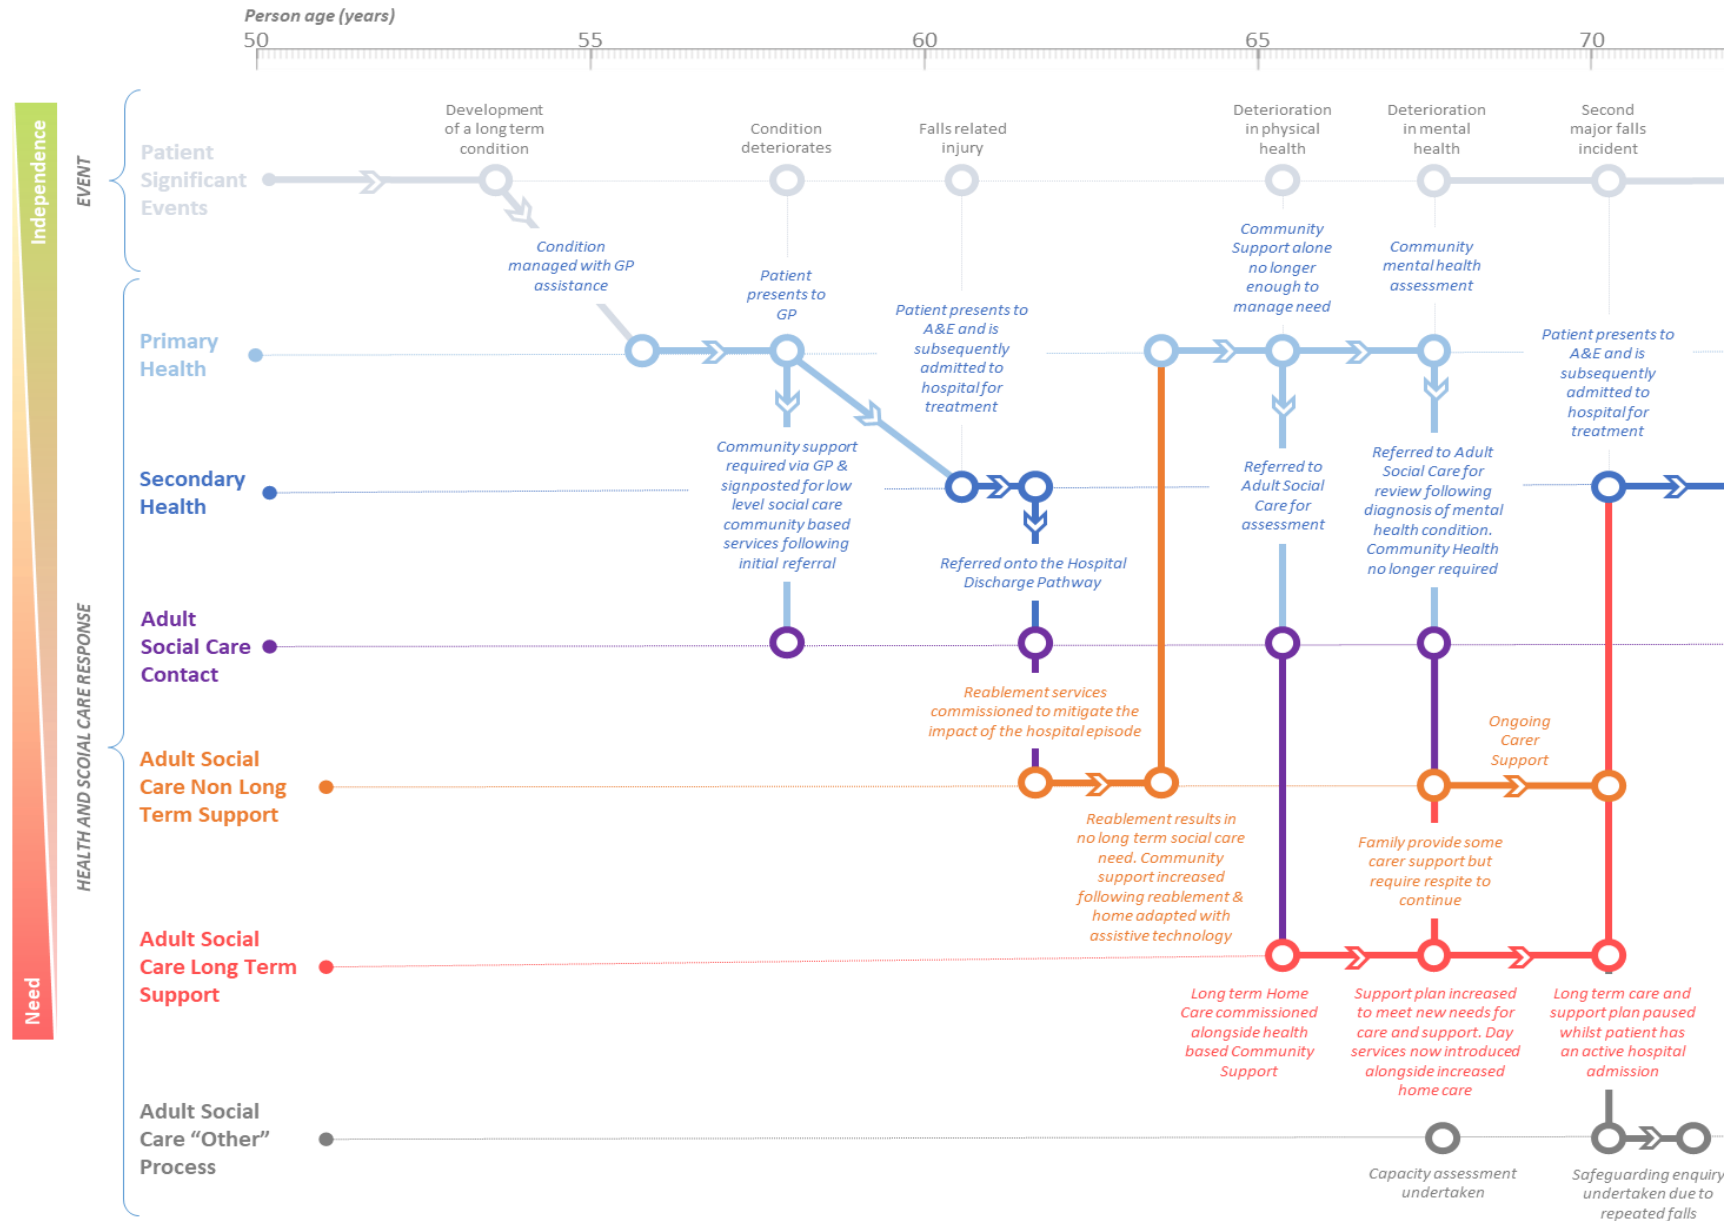 Person age (years)
50
55
60
65
70
Independence
Need
EVENT
HEALTH AND SCOIAL CARE RESPONSE
Patient
Significant
Events
Development
of a long term
condition
Condition
deteriorates
Falls related
injury
Deterioration
in physical
health
Deterioration
in mental
health
Second
major falls
incident
Condition
managed with GP
assistance
Patient
presents to
GP
Patient presents to
A&E and is
subsequently
admitted to
hospital for
treatment
Community
Support alone
no longer
enough to
manage need
Community
mental health
assessment
Patient presents to
A&E and is
subsequently
admitted to
hospital for
treatment
Primary
Health
Secondary
Health
Community support
required via GP &
signposted for low
level social care
community based
services following
initial referral
Referred onto the Hospital
Discharge Pathway
Referred to
Adult Social
Care for
assessment
Referred to Adult
Social Care for
review following
diagnosis of mental
health condition.
Community Health
no longer required
Adult
Social Care
Contact
Reablement services
commissioned to mitigate the
impact of the hospital episode
Ongoing
Carer
Support
Adult Social
Care Non Long
Term Support
Reablement results in
no long term social care
need. Community
support increased
following reablement &
home adapted with
assistive technology
Family provide some
carer support but
require respite to
continue
Adult Social
Care Long Term
Support
Long term Home
Care commissioned
alongside health
based Community
Support
Support plan increased
to meet new needs for
care and support. Day
services now introduced
alongside increased
home care
Long term care and
support plan paused
whilst patient has
an active hospital
admission
Adult Social
Care “Other”
Process
Capacity assessment
undertaken
Safeguarding enquiry
undertaken due to
repeated falls